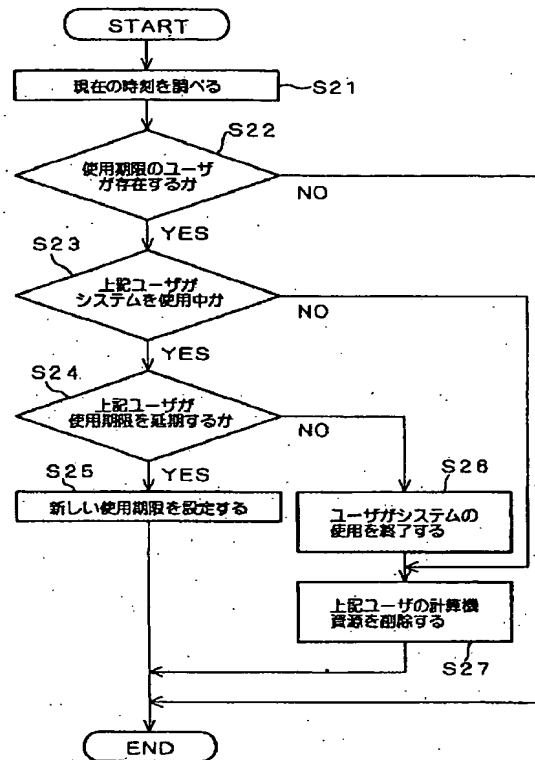 START
現在の時刻を調べる
S21
S22
使用期限のユーザ
が存在するか
NO
YES
S23
上記ユーザが
システムを使用中か
NO
YES
S24
上記ユーザが
使用期限を延期するか
NO
YES
S25
新しい使用期限を設定する
S26
ユーザがシステムの
使用を終了する
上記ユーザの計算機
資源を削除する
S27
END